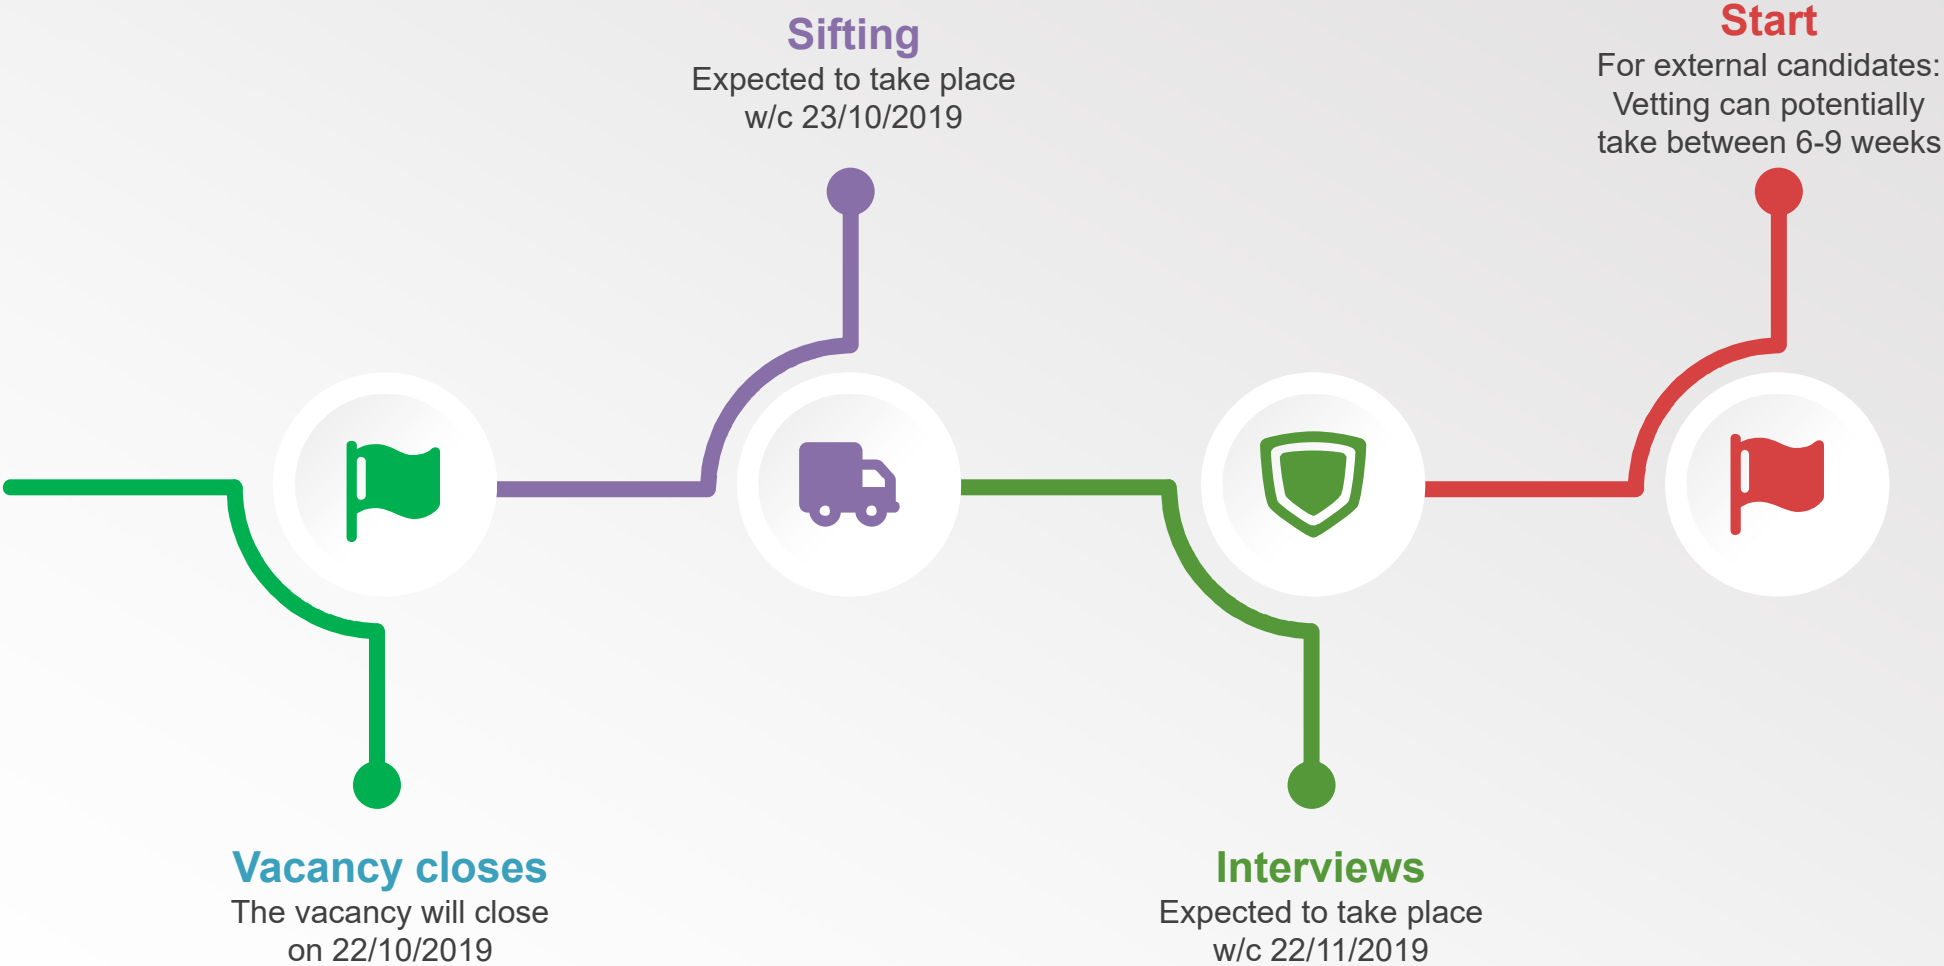 Sifting
Expected to take place
w/c 23/10/2019
Start
For external candidates:
Vetting can potentially
take between 6-9 weeks
Vacancy closes
The vacancy will close
on 22/10/2019
Interviews
Expected to take place
w/c 22/11/2019